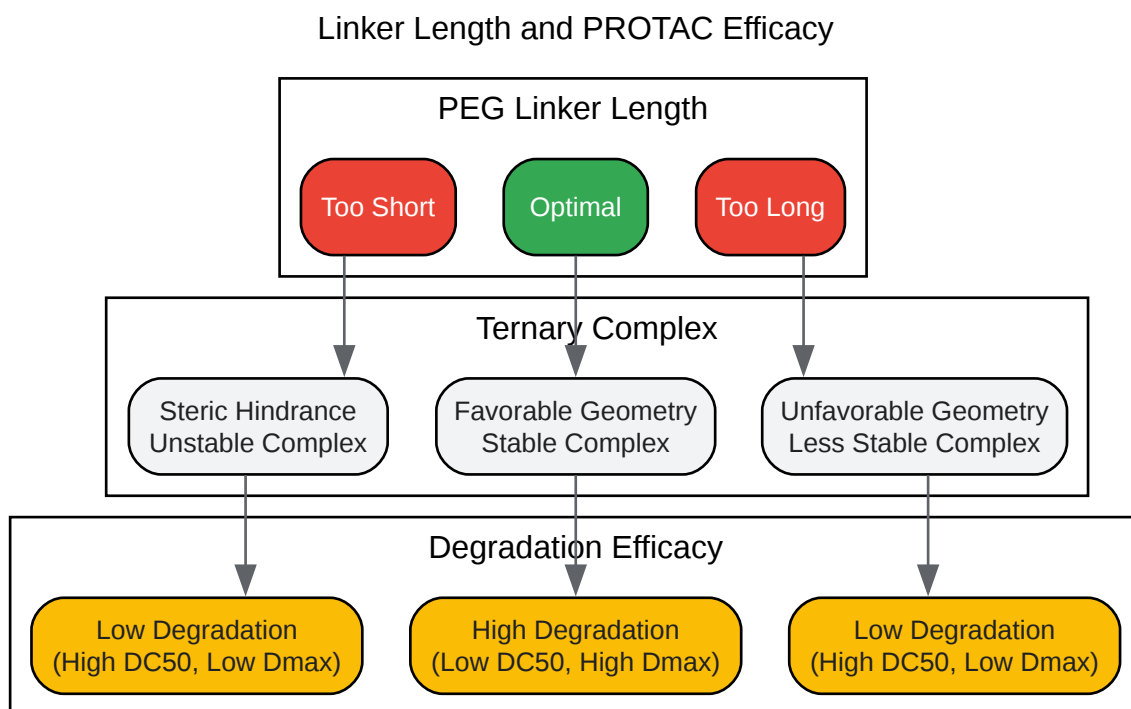 Linker Length and PROTAC Efficacy
PEG Linker Length
Too Short
Optimal
Too Long
Ternary Complex
Steric Hindrance
Unstable Complex
Favorable Geometry
Stable Complex
Unfavorable Geometry
Less Stable Complex
Degradation Efficacy
Low Degradation
(High DC50, Low Dmax)
High Degradation
(Low DC50, High Dmax)
Low Degradation
(High DC50, Low Dmax)